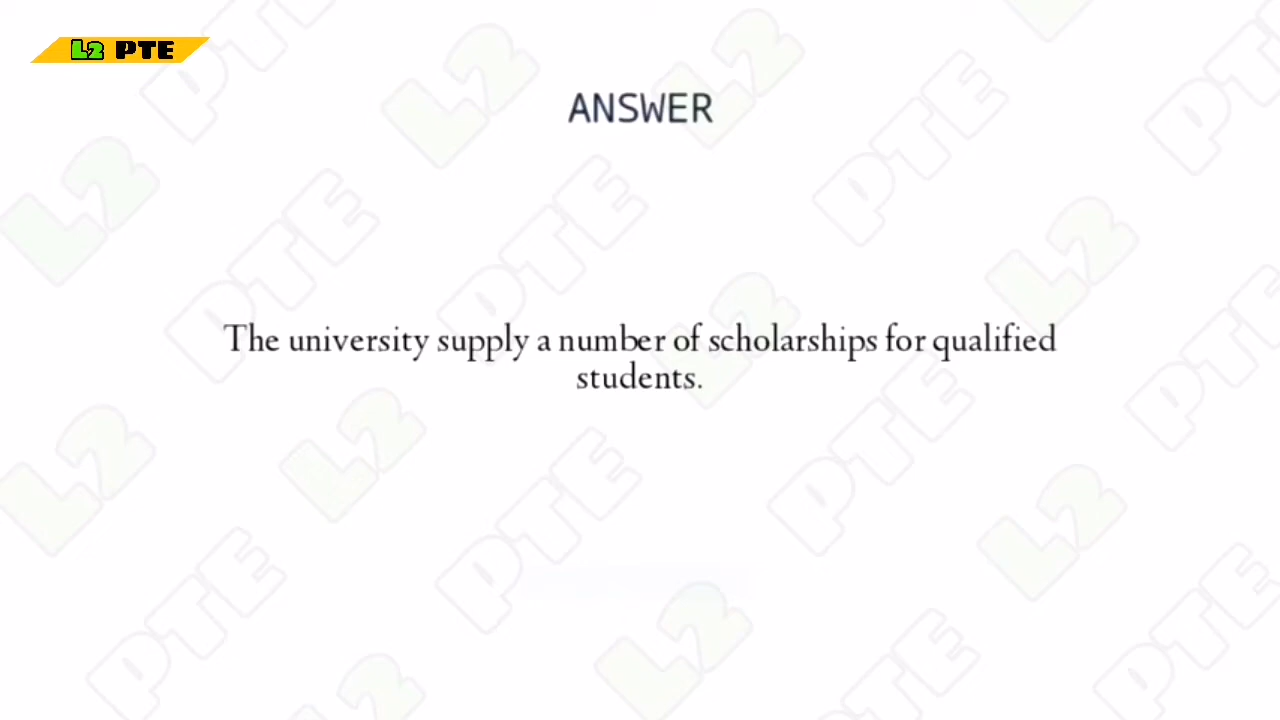 L2 PTE
ANSWER
The university supply a number of scholarships for qualified
students.